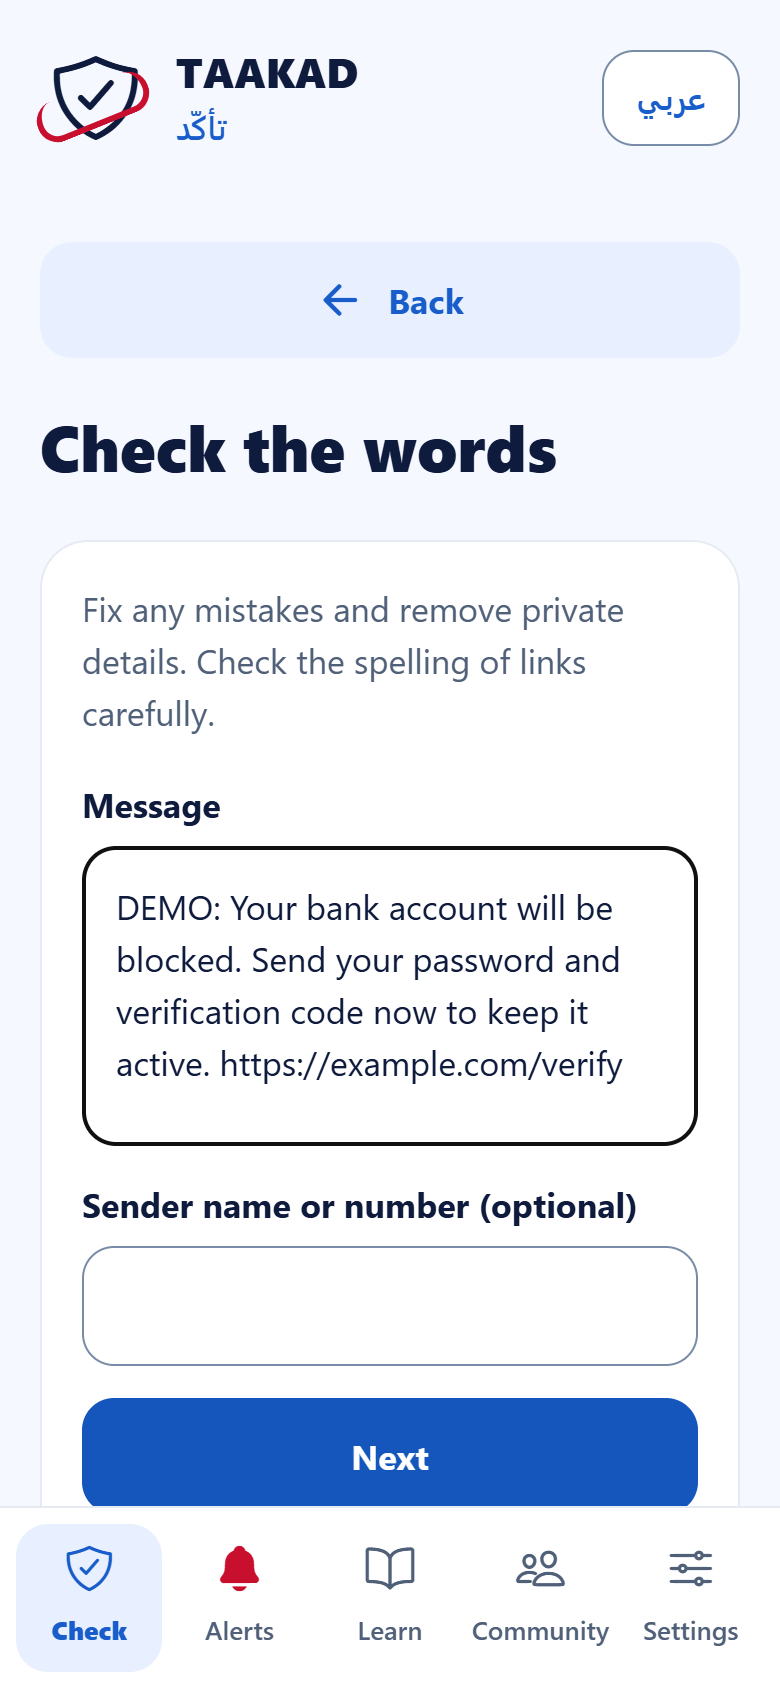 TAAKAD
تأكّد
عربي
Back
Check the words
Fix any mistakes and remove private
details. Check the spelling of links
carefully.
Message
DEMO: Your bank account will be
blocked. Send your password and
verification code now to keep it
active. https://example.com/verify
Sender name or number (optional)
Next
Check
Alerts
Learn
Community
Settings